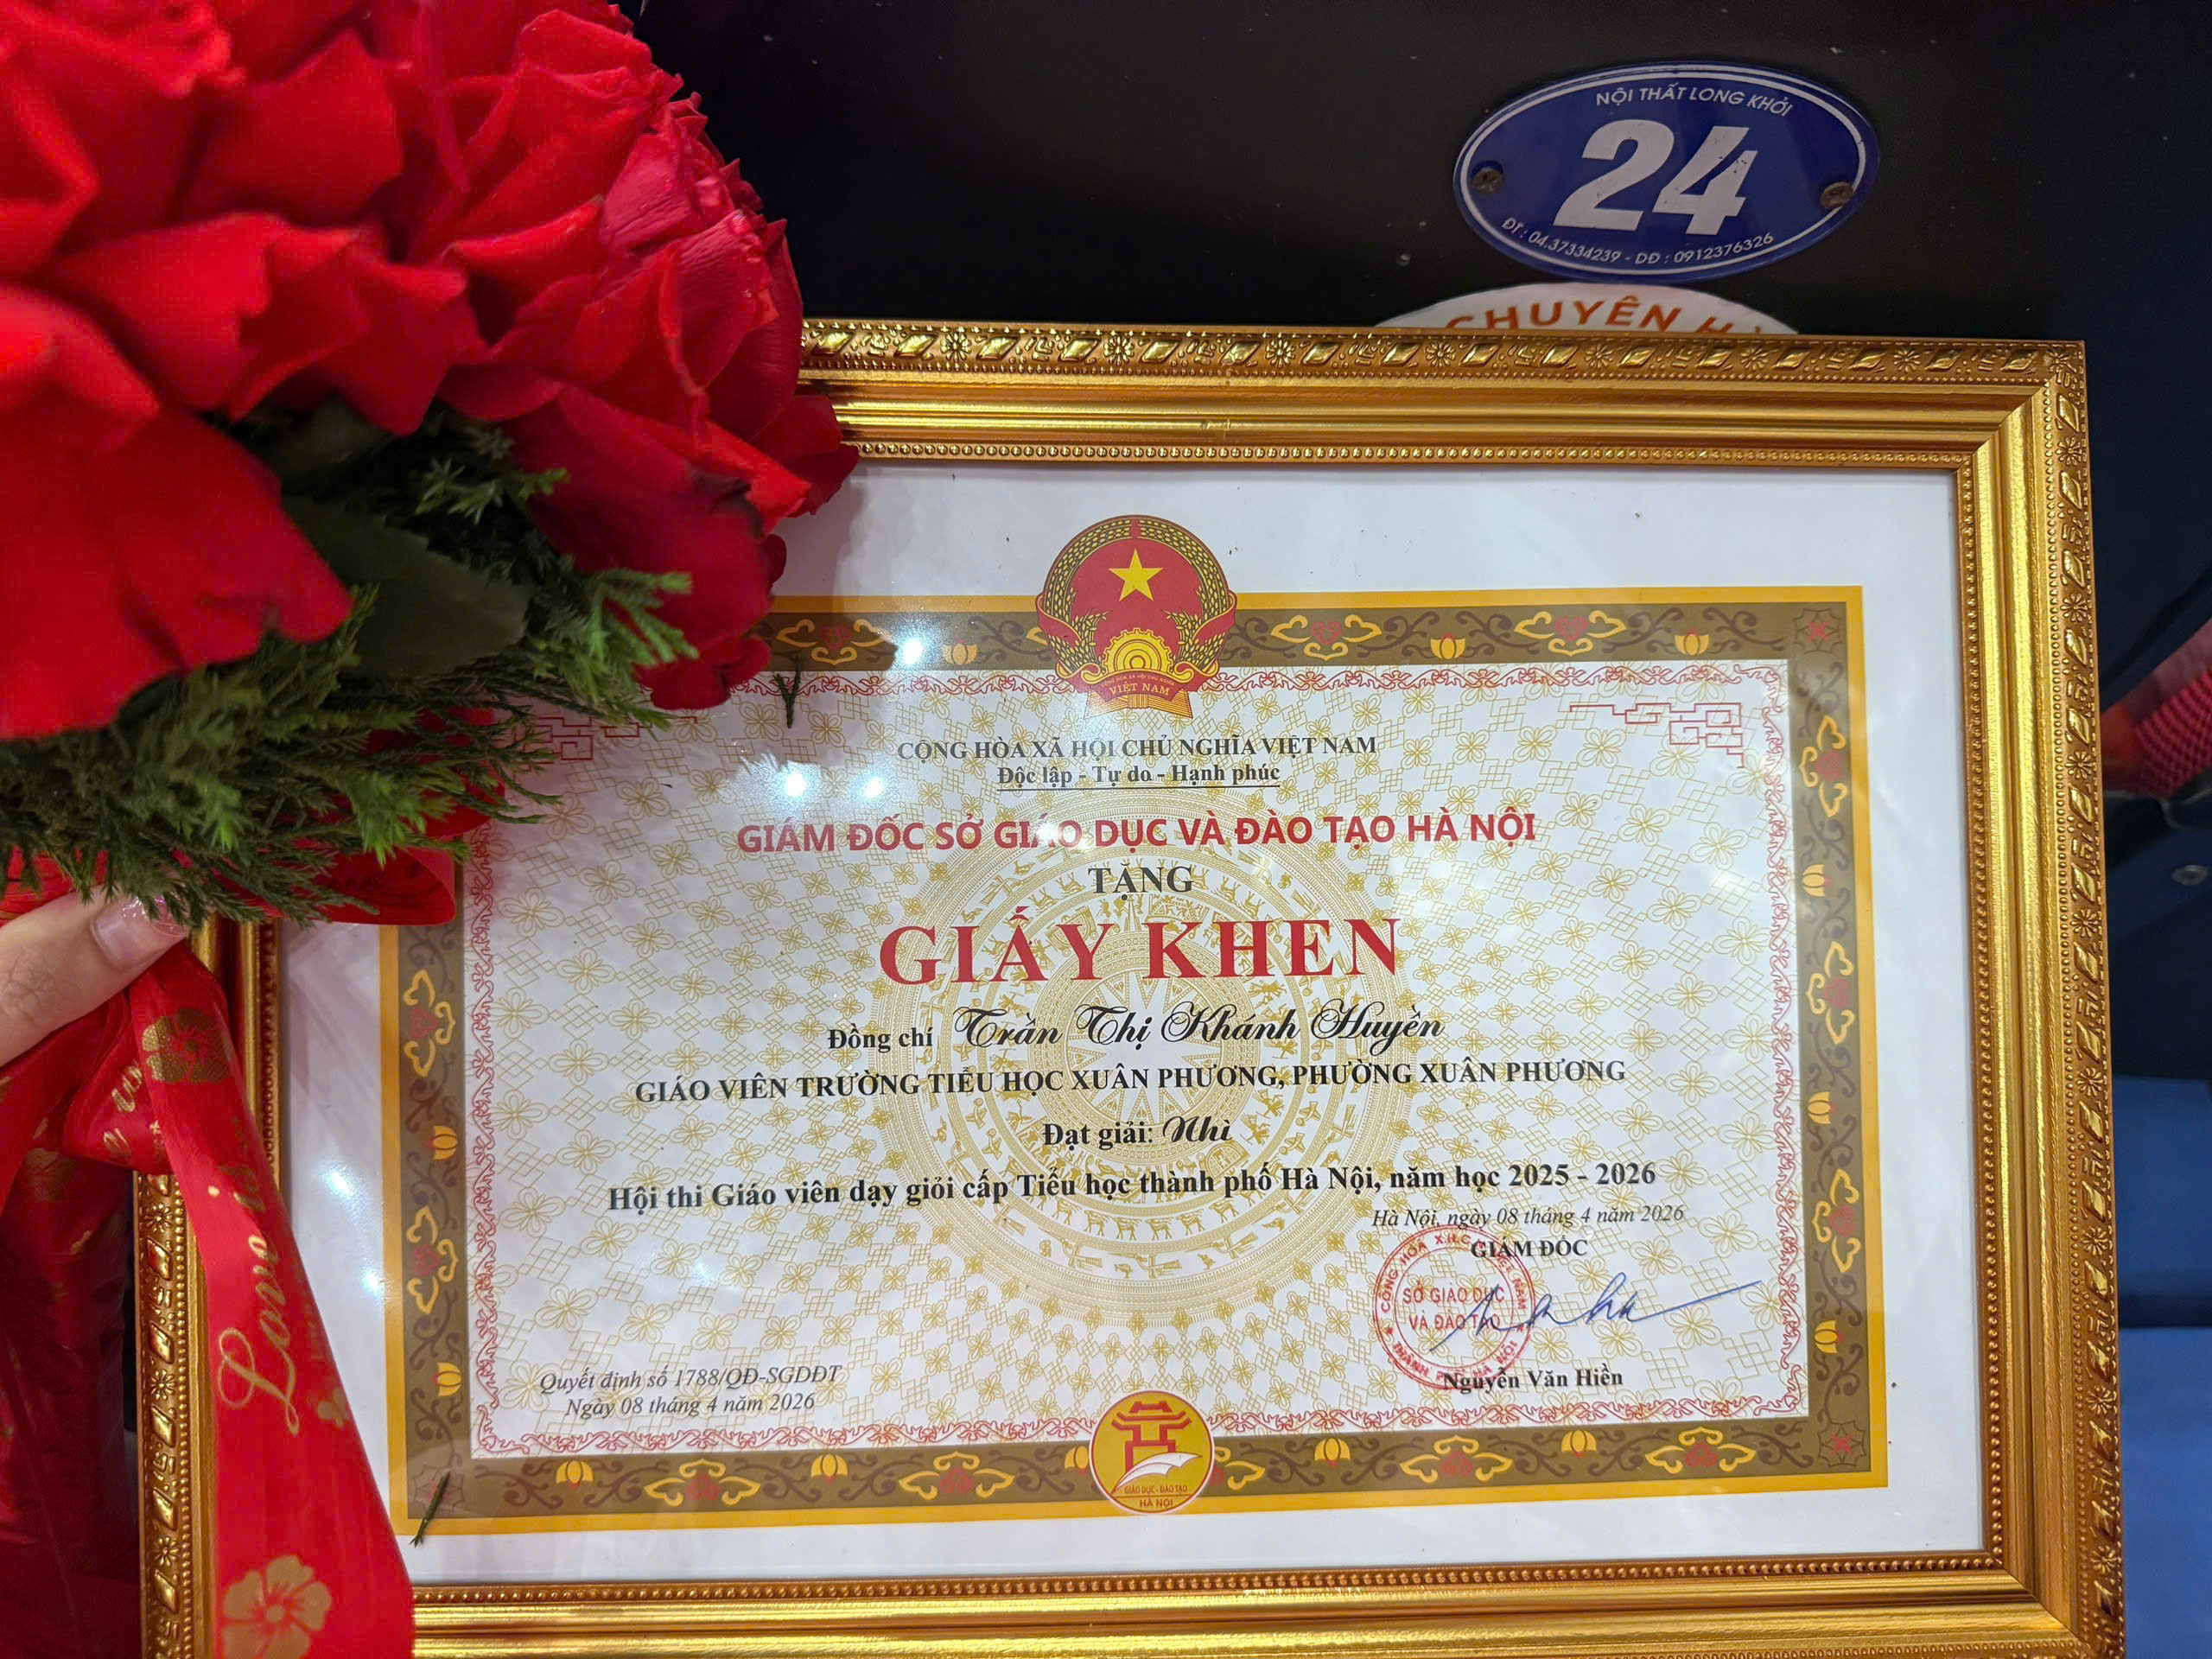 NỘI THẤT LONG KHỞI
24
ĐT : 04.37334239 - DĐ : 0912376326
CHUYÊN
VIỆT NAM
CỘNG HÒA XÃ HỘI CHỦ NGHĨA VIỆT NAM
Độc lập - Tự do - Hạnh phúc
GIÁM ĐỐC SỞ GIÁO DỤC VÀ ĐÀO TẠO HÀ NỘI
TẶNG
GIẤY KHEN
Đồng chí Trần Thị Khánh Huyền
GIÁO VIÊN TRƯỜNG TIỂU HỌC XUÂN PHƯƠNG, PHƯỜNG XUÂN PHƯƠNG
Đạt giải: Nhì
Hội thi Giáo viên dạy giỏi cấp Tiểu học thành phố Hà Nội, năm học 2025 - 2026
Hà Nội, ngày 08 tháng 4 năm 2026
GIÁM ĐỐC
SỞ GIÁO DỤC
VÀ ĐÀO TẠO
Nguyễn Văn Hiền
Quyết định số 1788/QĐ-SGDĐT
Ngày 08 tháng 4 năm 2026
GIÁO DỤC - ĐÀO TẠO
HÀ NỘI
Love